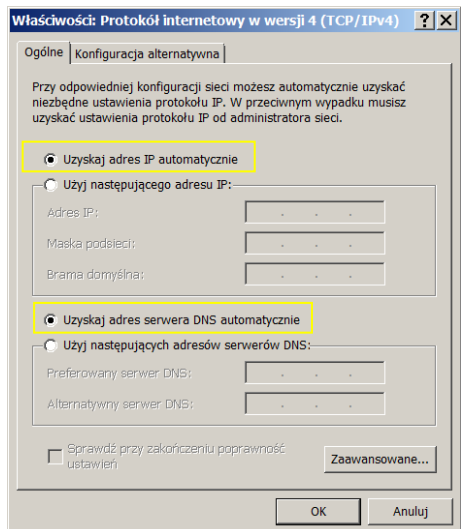 Właściwości: Protokół internetowy w wersji 4 (TCP/IPv4)
Ogólne
Konfiguracja alternatywna
Przy odpowiedniej konfiguracji sieci możesz automatycznie uzyskać
niezbędne ustawienia protokołu IP. W przeciwnym wypadku musisz
uzyskać ustawienia protokołu IP od administratora sieci.
Uzyskaj adres IP automatycznie
Użyj następującego adresu IP:
Adres IP:
Maska podsieci:
Brama domyślna:
Uzyskaj adres serwera DNS automatycznie
Użyj następujących adresów serwerów DNS:
Preferowany serwer DNS:
Alternatywny serwer DNS:
Sprawdź przy zakończeniu poprawność
ustawień
Zaawansowane...
OK
Anuluj